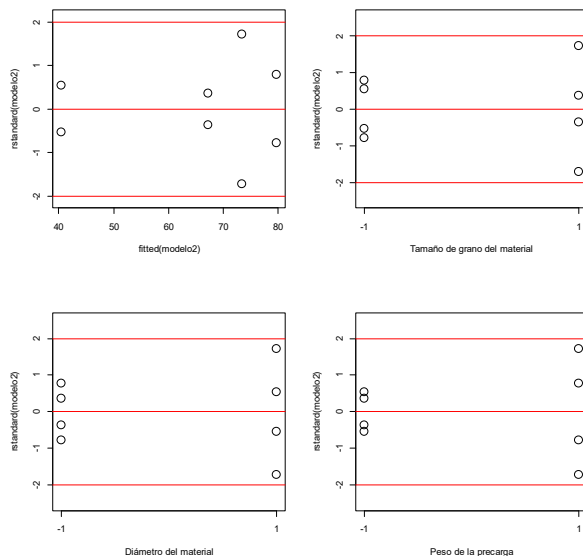 rstandard(modelo2)
2
1
0
-1
-2
40 50 60 70 80
fitted(modelo2)
rstandard(modelo2)
2
1
0
-1
-2
-1 1
Tamaño de grano del material
rstandard(modelo2)
2
1
0
-1
-2
-1 1
Diámetro del material
rstandard(modelo2)
2
1
0
-1
-2
-1 1
Peso de la precarga